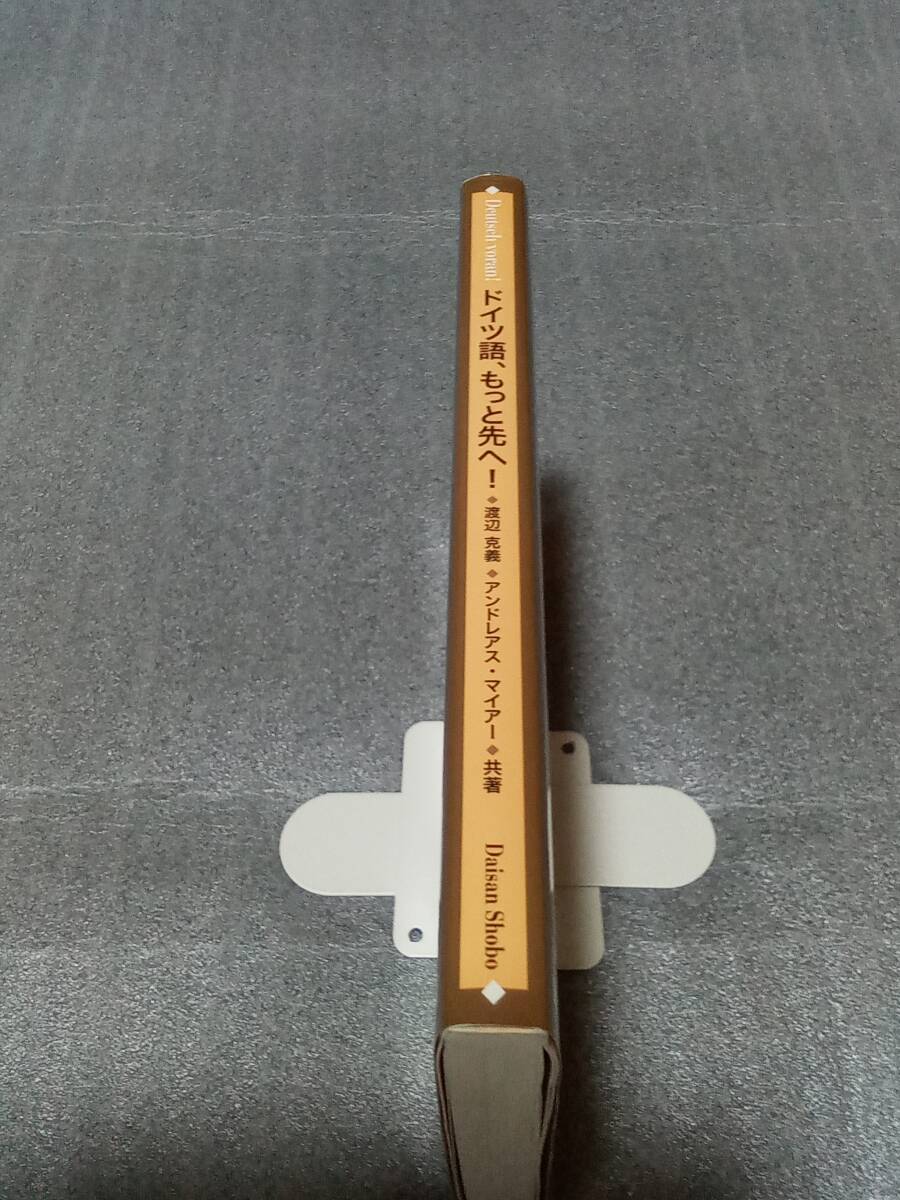 Deutsch voran!
ドイツ語、もっと先へ!
◆渡辺 克義◆アンドレアス・マイアー◆共著
Daisan Shobo